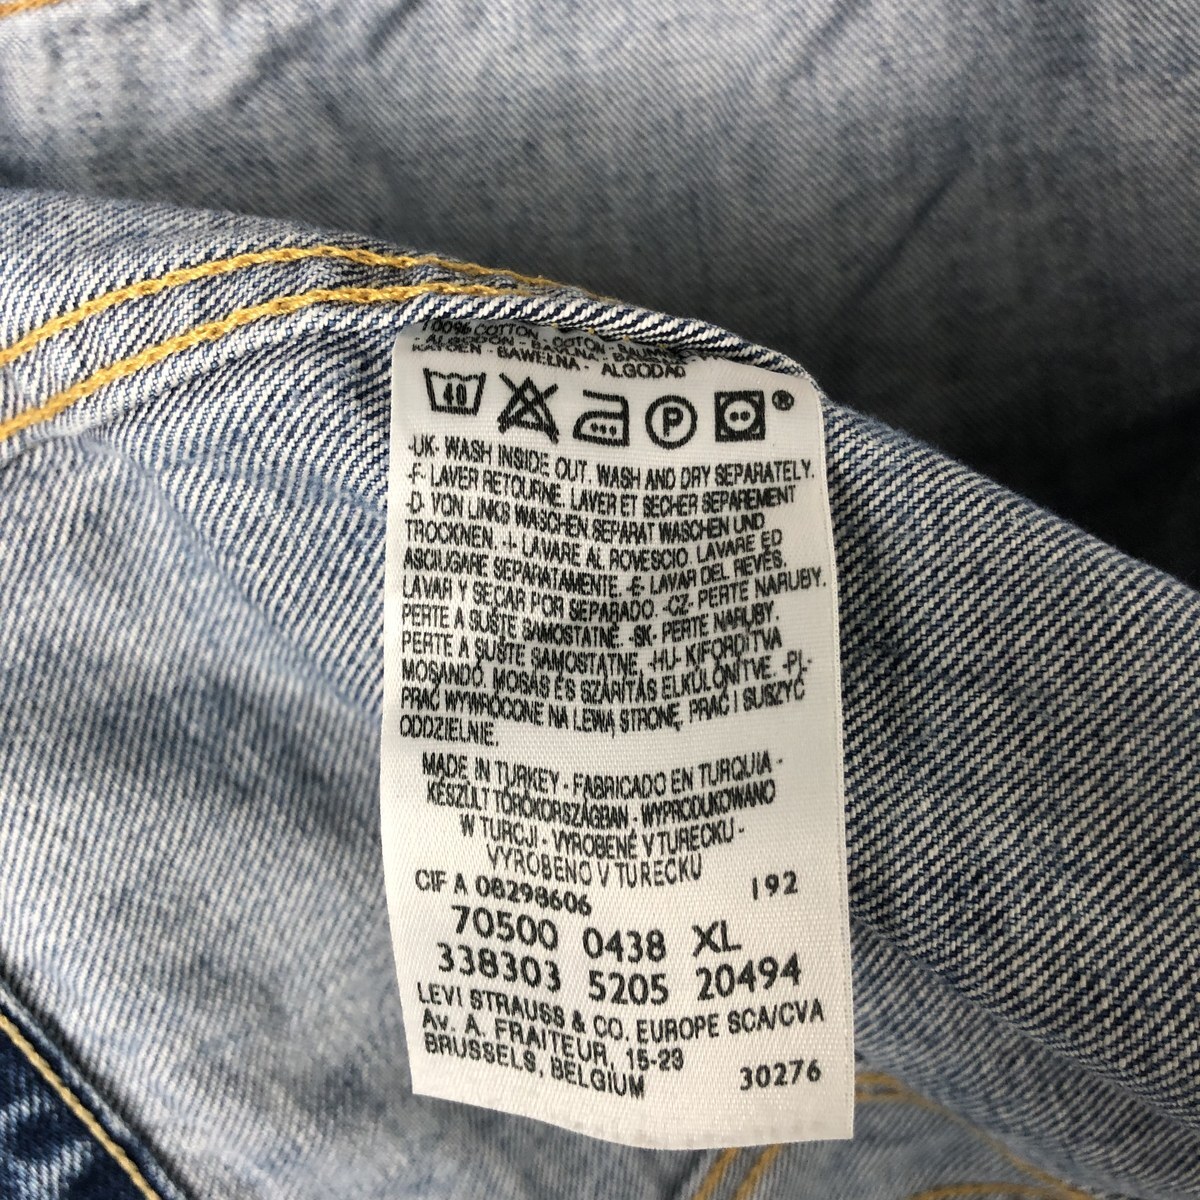 100% COTTON - COTON - BAUMWOLLE
- BAWEŁNA - ALGODÃO
40
P
®
-UK- WASH INSIDE OUT. WASH AND DRY SEPARATELY.
-F- LAVER RETOURNE. LAVER ET SECHER SEPAREMENT
-D- VON LINKS WASCHEN.SEPARAT WASCHEN UND
TROCKNEN. -I- LAVARE AL ROVESCIO. LAVARE ED
ASCIUGARE SEPARATAMENTE. -E- LAVAR DEL REVÉS.
LAVAR Y SECAR POR SEPARADO. -CZ- PERTE NARUBY.
PERTE A SUŠTE SAMOSTATNĚ. -SK- PERTE NARUBY.
PERTE A SUŠTE SAMOSTATNE. -HU- KIFORDÍTVA
MOSANDÓ. MOSÁS ÉS SZÁRÍTÁS ELKÜLÖNÍTVE. -PL-
PRAĆ WYWRÓCONE NA LEWĄ STRONĘ, PRAĆ I SUSZYĆ
ODDZIELNIE.
MADE IN TURKEY - FABRICADO EN TURQUIA -
KÉSZÜLT TÖRÖKORSZÁGBAN - WYPRODUKOWANO
W TURCJI - VYROBENÉ V TURECKU -
VYROBENO V TURECKU
CIF A 08298606 192
70500 0438 XL
338303 5205 20494
LEVI STRAUSS & CO. EUROPE SCA/CVA
Av. A. FRAITEUR, 15-23
BRUSSELS, BELGIUM 30276